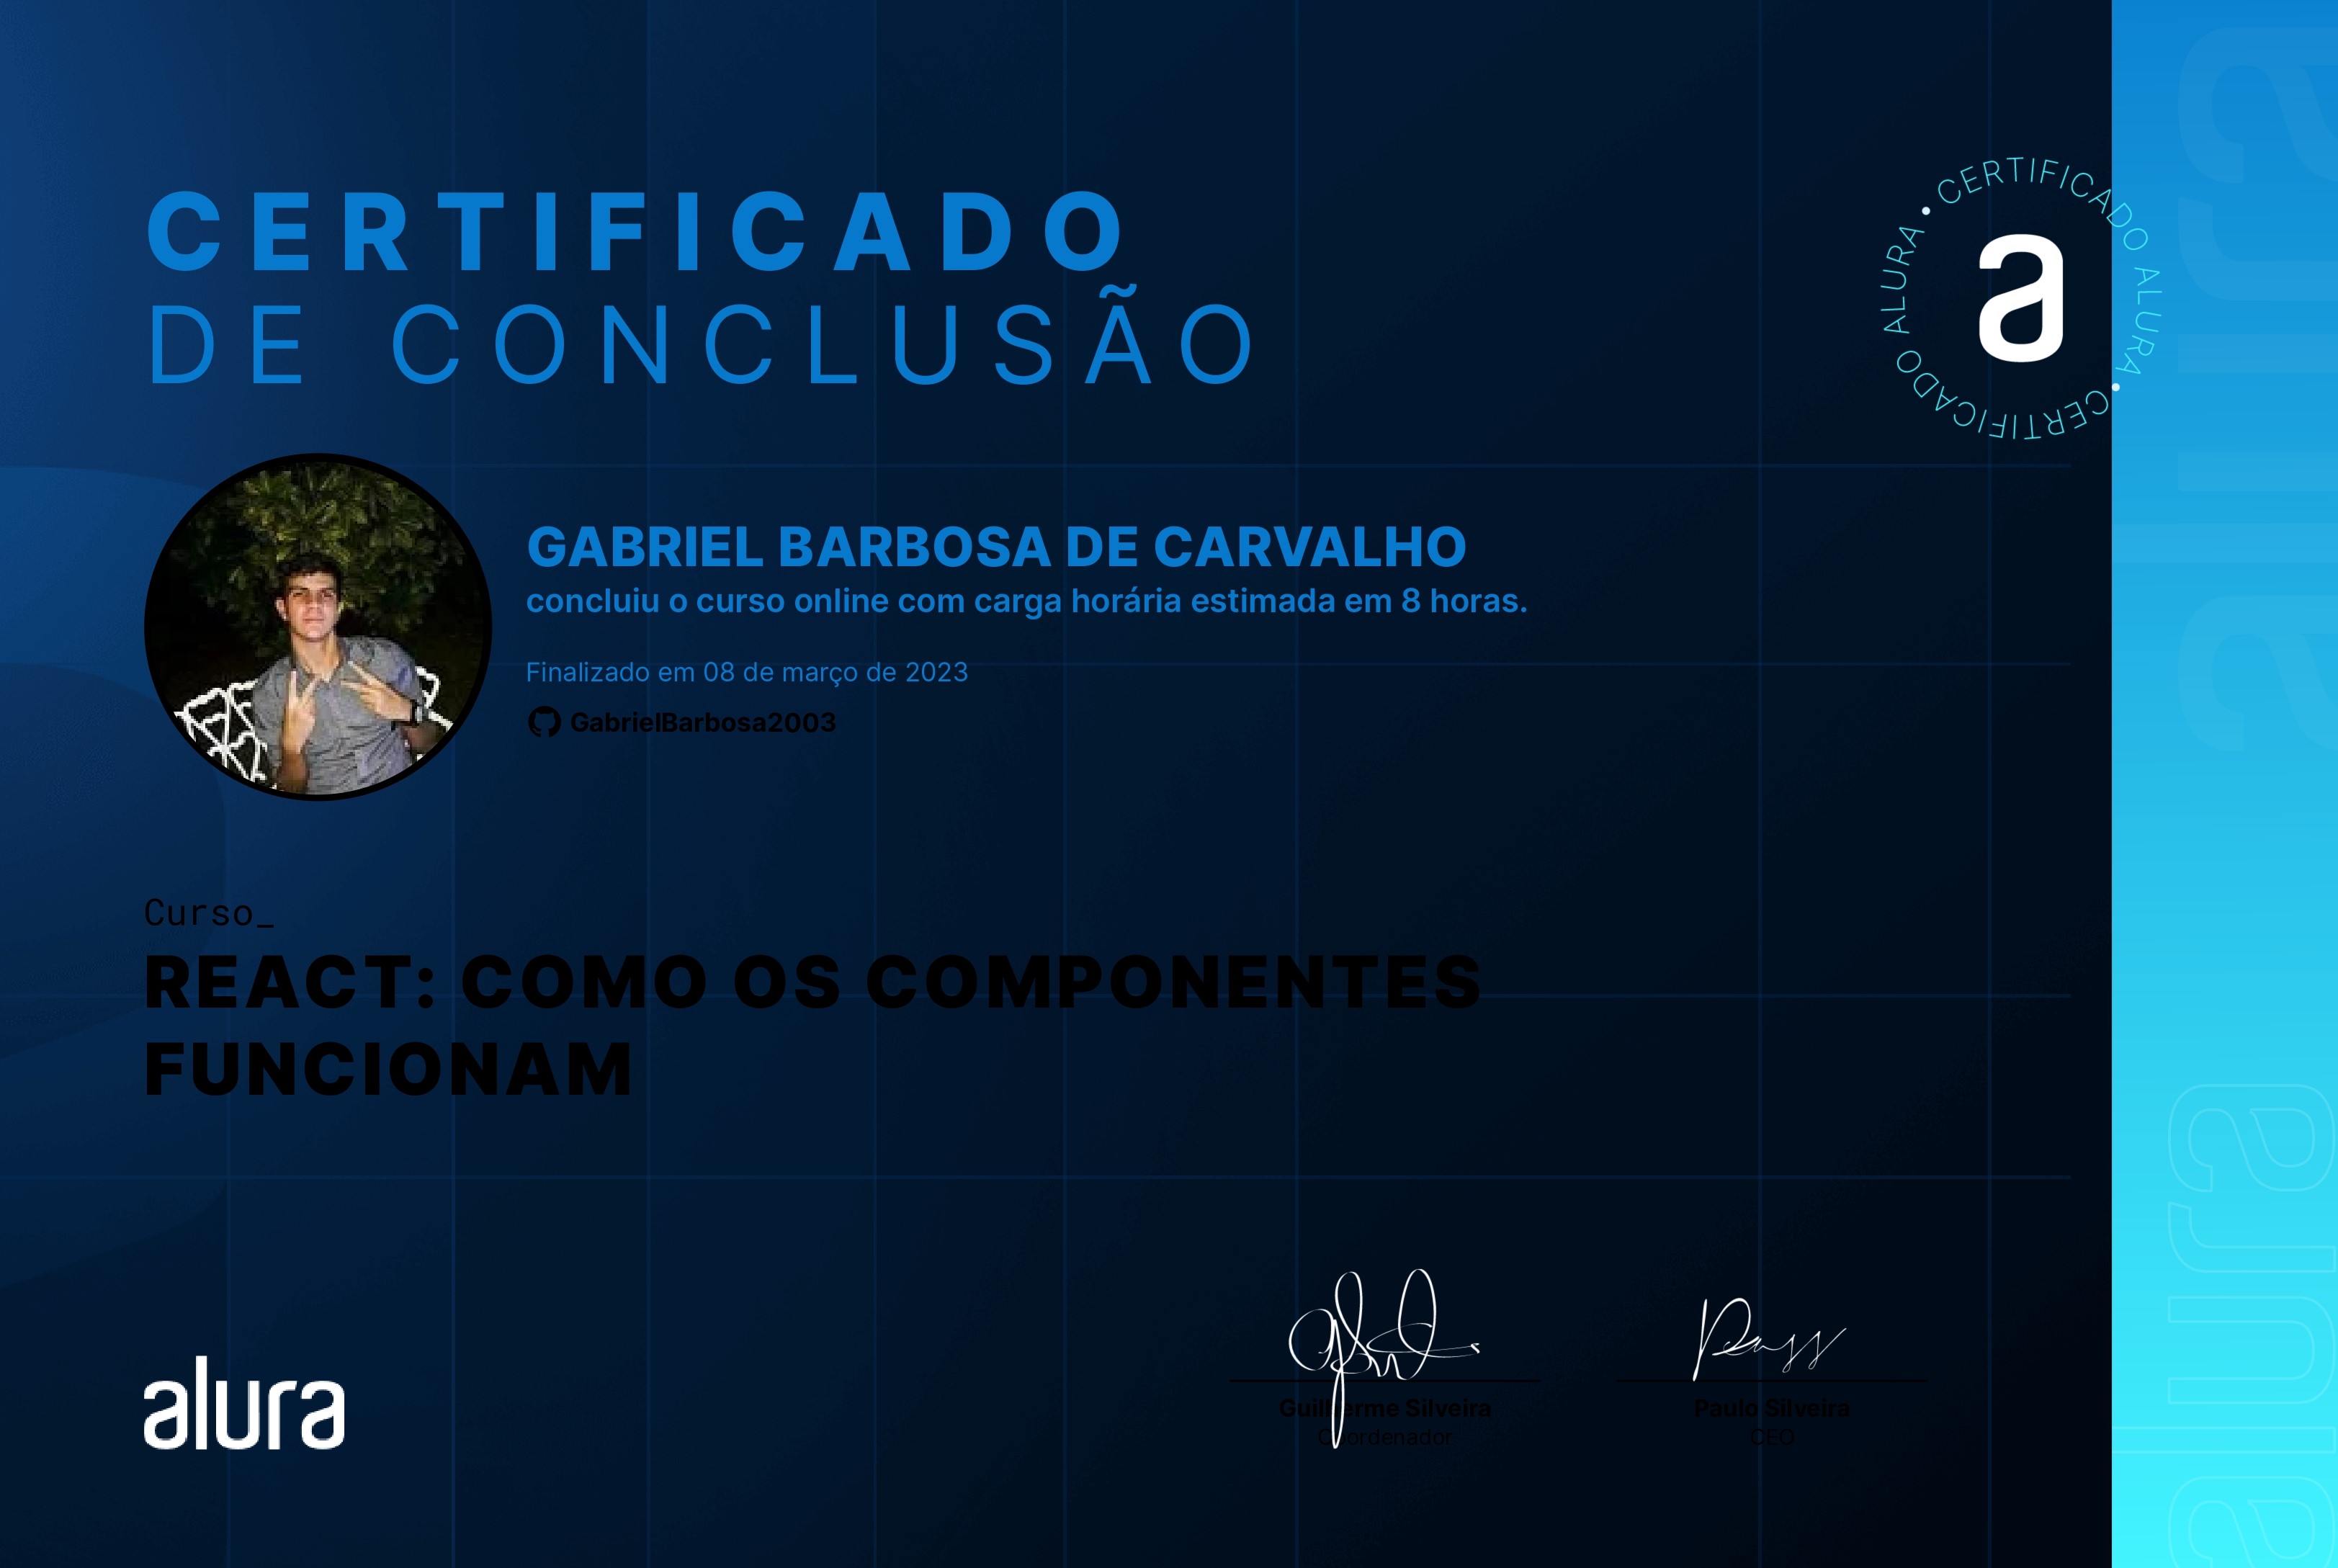 CERTIFICADO
DE CONCLUSÃO
CERTIFICADO ALURA • CERTIFICADO ALURA •
a
GABRIEL BARBOSA DE CARVALHO
concluiu o curso online com carga horária estimada em 8 horas.
Finalizado em 08 de março de 2023
GabrielBarbosa2003
Curso_
REACT: COMO OS COMPONENTES
FUNCIONAM
alura
Guilherme Silveira
Coordenador
Paulo Silveira
CEO
alura
alura